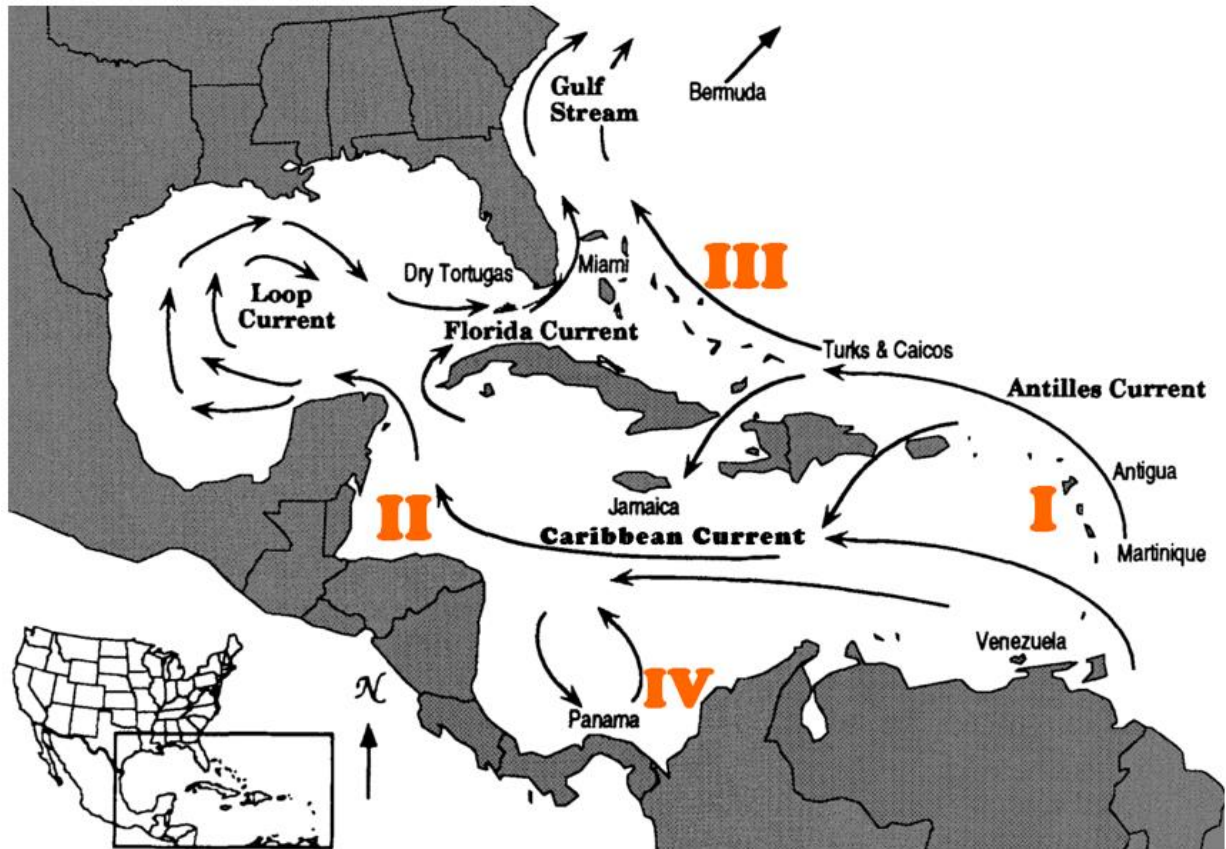 Gulf
Stream
Bermuda
III
Dry Tortugas
Miami
Loop
Current
Florida Current
Turks & Caicos
Antilles Current
Antigua
I
II
Jamaica
Caribbean Current
Martinique
Venezuela
IV
N
Panama